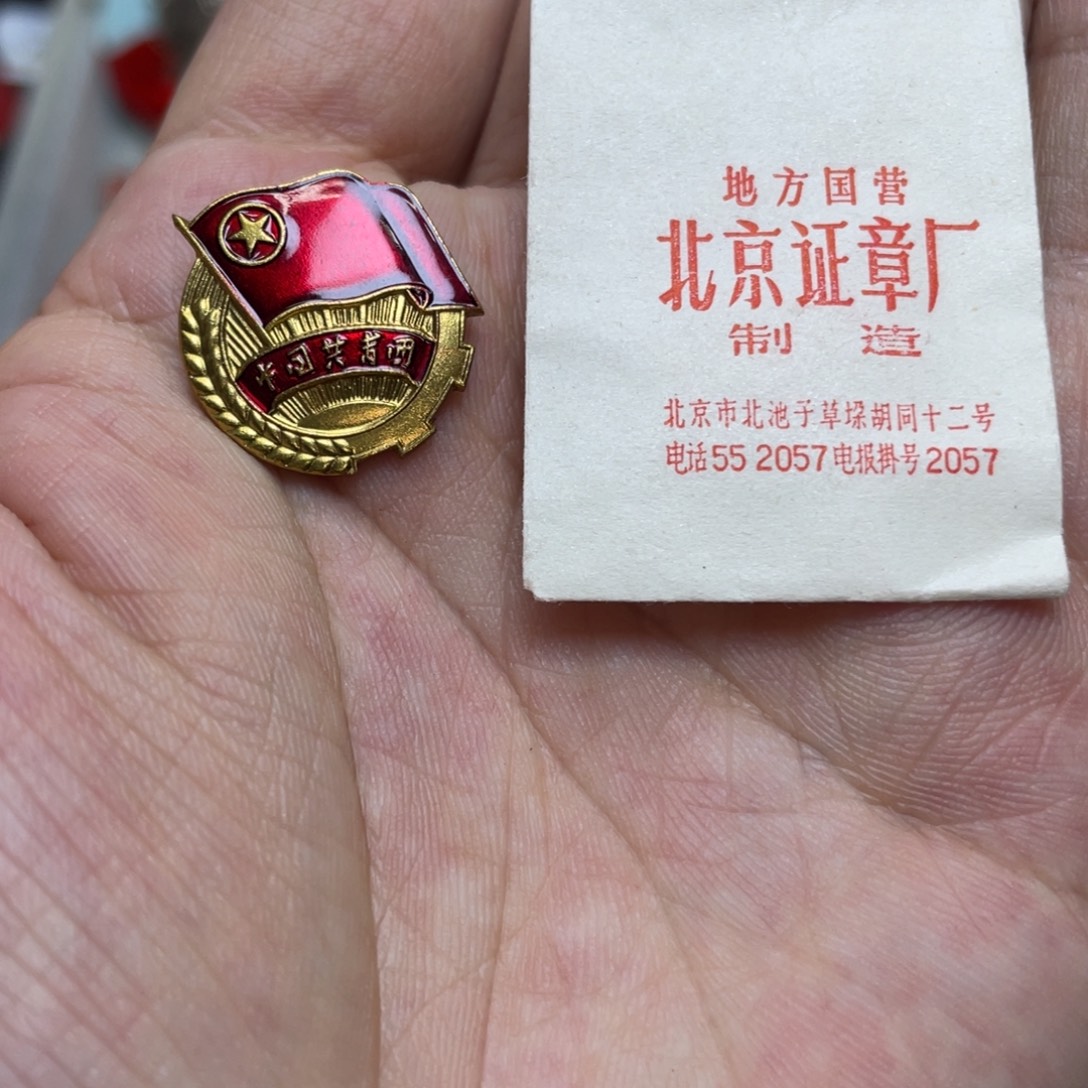 中国共青团
地方国营
北京证章厂
制造
北京市北池子草垛胡同十二号
电话55 2057电报掛号2057